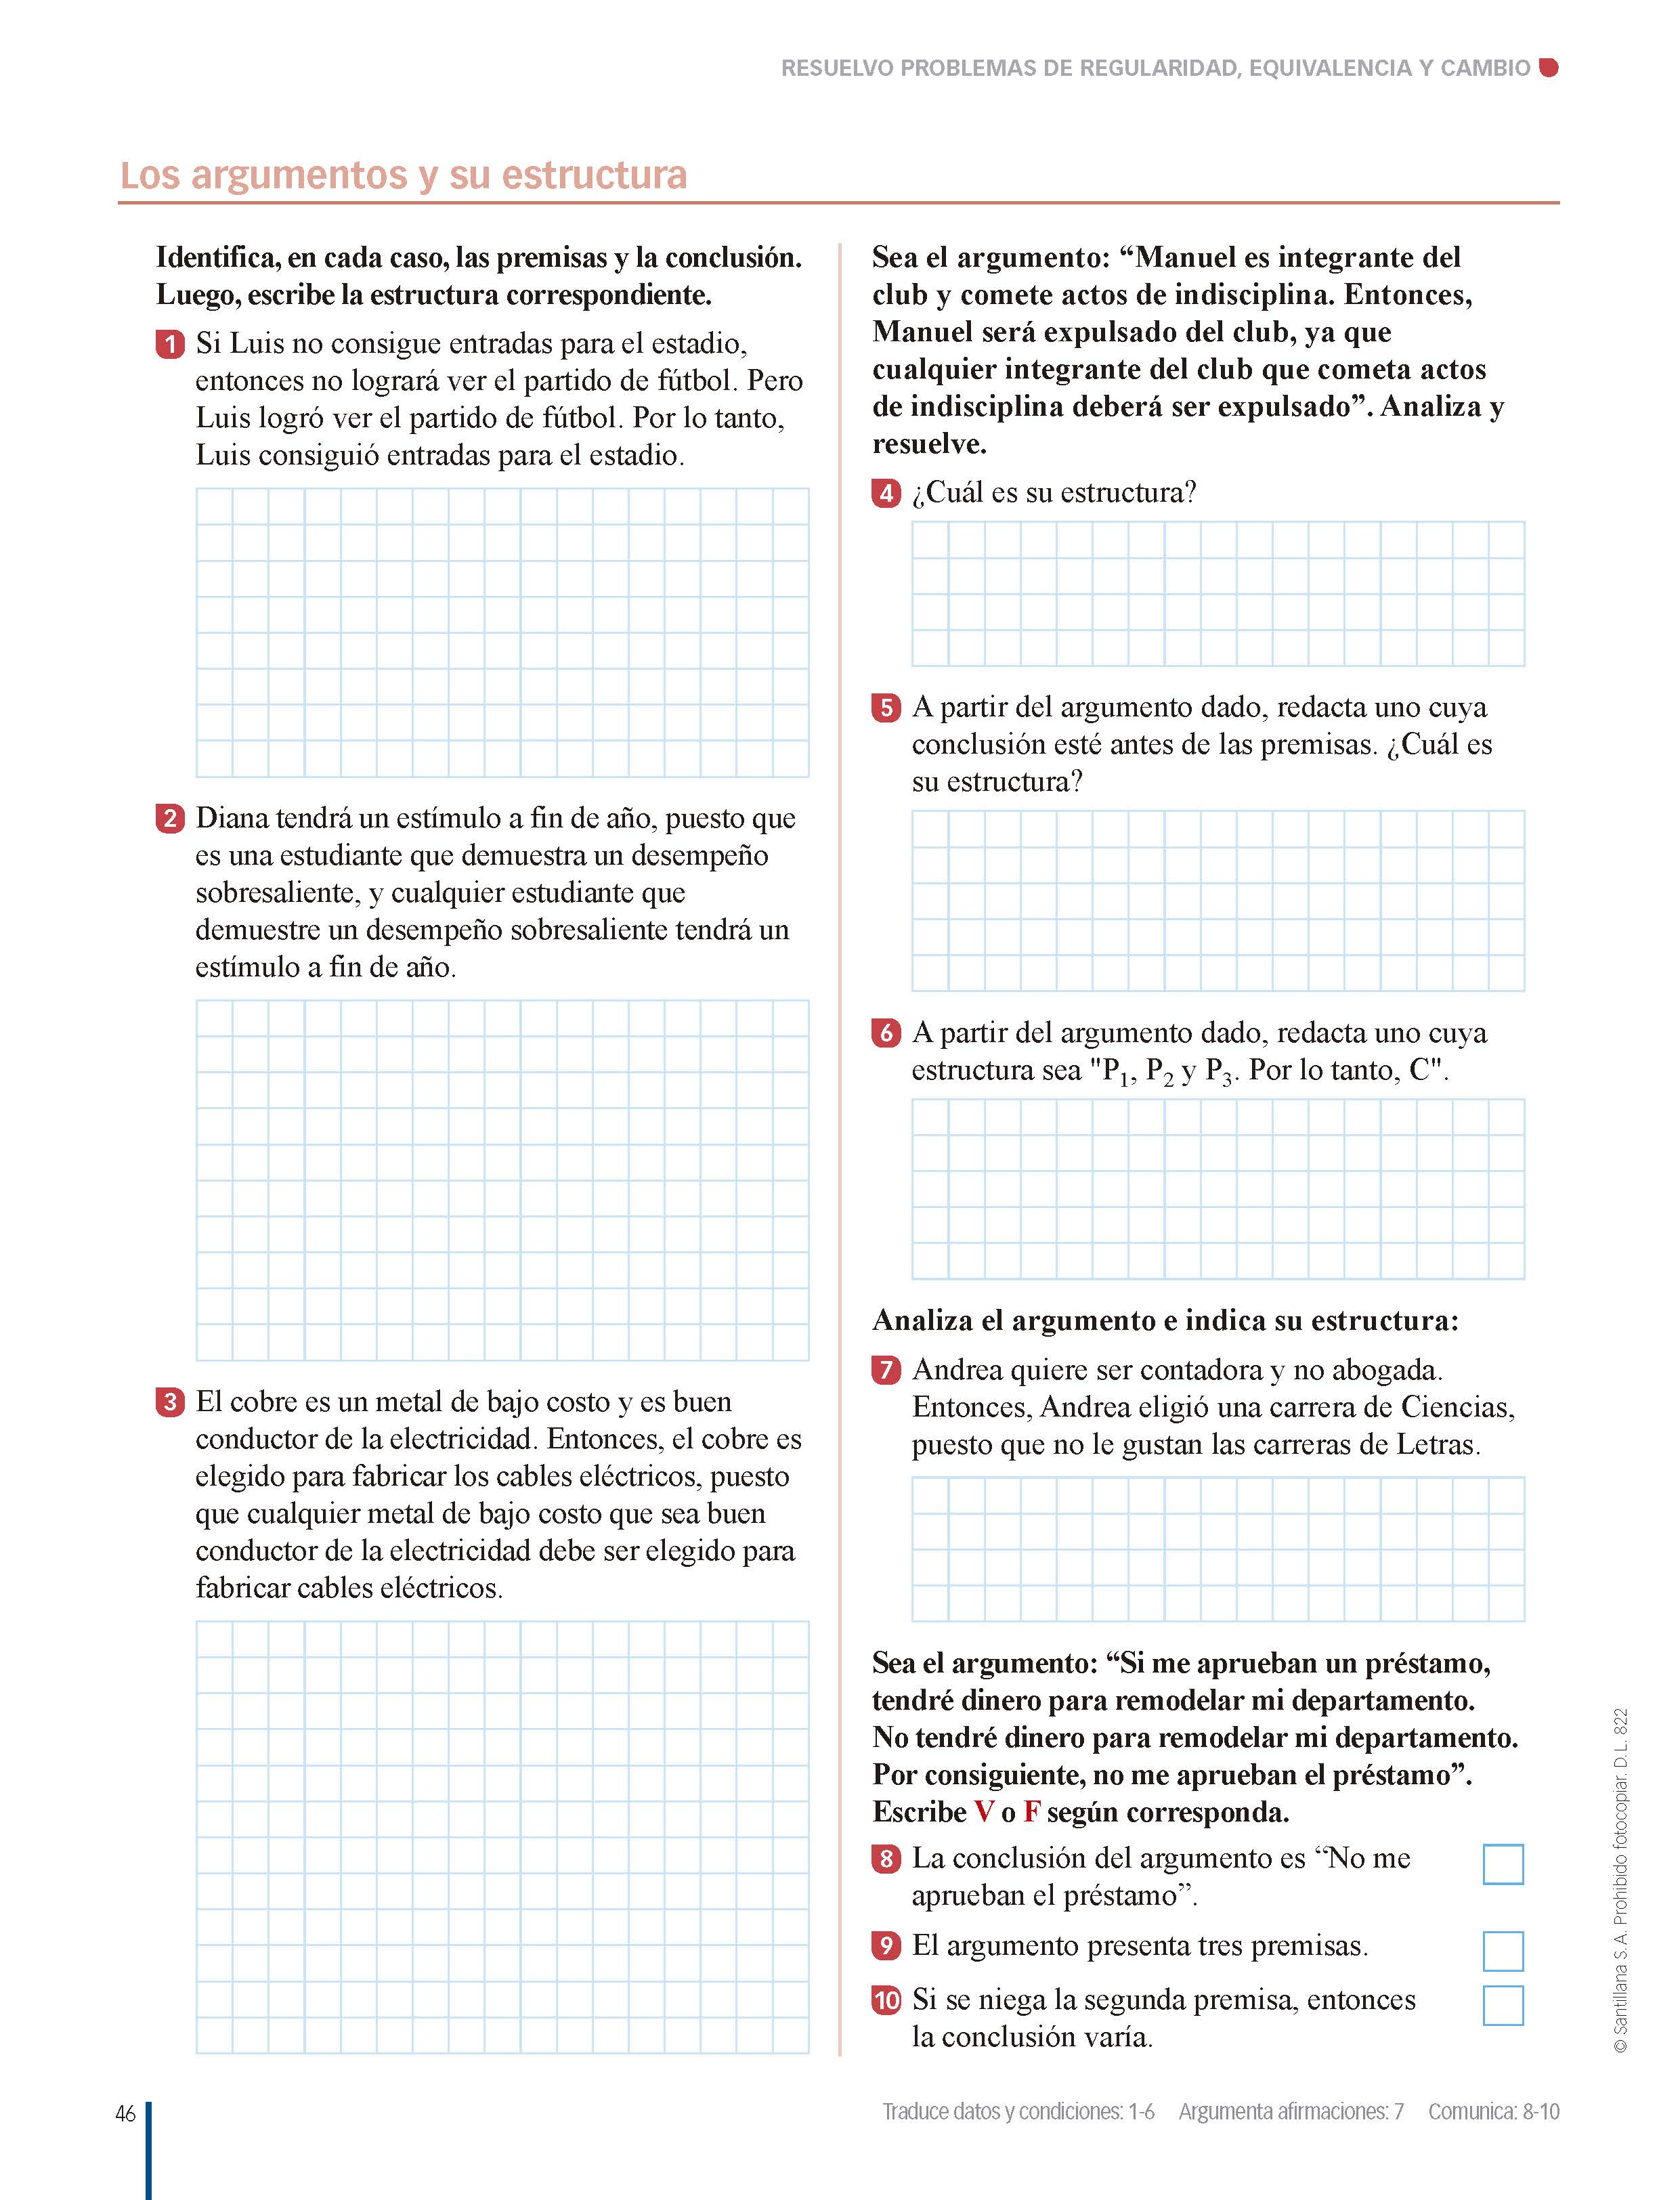 RESUELVO PROBLEMAS DE REGULARIDAD, EQUIVALENCIA Y CAMBIO
Los argumentos y su estructura
Identifica, en cada caso, las premisas y la conclusión.
Luego, escribe la estructura correspondiente.
1 Si Luis no consigue entradas para el estadio,
entonces no logrará ver el partido de fútbol. Pero
Luis logró ver el partido de fútbol. Por lo tanto,
Luis consiguió entradas para el estadio.
2 Diana tendrá un estímulo a fin de año, puesto que
es una estudiante que demuestra un desempeño
sobresaliente, y cualquier estudiante que
demuestre un desempeño sobresaliente tendrá un
estímulo a fin de año.
3 El cobre es un metal de bajo costo y es buen
conductor de la electricidad. Entonces, el cobre es
elegido para fabricar los cables eléctricos, puesto
que cualquier metal de bajo costo que sea buen
conductor de la electricidad debe ser elegido para
fabricar cables eléctricos.
Sea el argumento: “Manuel es integrante del
club y comete actos de indisciplina. Entonces,
Manuel será expulsado del club, ya que
cualquier integrante del club que cometa actos
de indisciplina deberá ser expulsado”. Analiza y
resuelve.
4 ¿Cuál es su estructura?
5 A partir del argumento dado, redacta uno cuya
conclusión esté antes de las premisas. ¿Cuál es
su estructura?
6 A partir del argumento dado, redacta uno cuya
estructura sea "P₁, P₂ y P₃. Por lo tanto, C".
Analiza el argumento e indica su estructura:
7 Andrea quiere ser contadora y no abogada.
Entonces, Andrea eligió una carrera de Ciencias,
puesto que no le gustan las carreras de Letras.
Sea el argumento: “Si me aprueban un préstamo,
tendré dinero para remodelar mi departamento.
No tendré dinero para remodelar mi departamento.
Por consiguiente, no me aprueban el préstamo”.
Escribe V o F según corresponda.
8 La conclusión del argumento es “No me
aprueban el préstamo”.
9 El argumento presenta tres premisas.
10 Si se niega la segunda premisa, entonces
la conclusión varía.
© Santillana S. A. Prohibido fotocopiar. D. L. 822
46
Traduce datos y condiciones: 1-6 Argumenta afirmaciones: 7 Comunica: 8-10